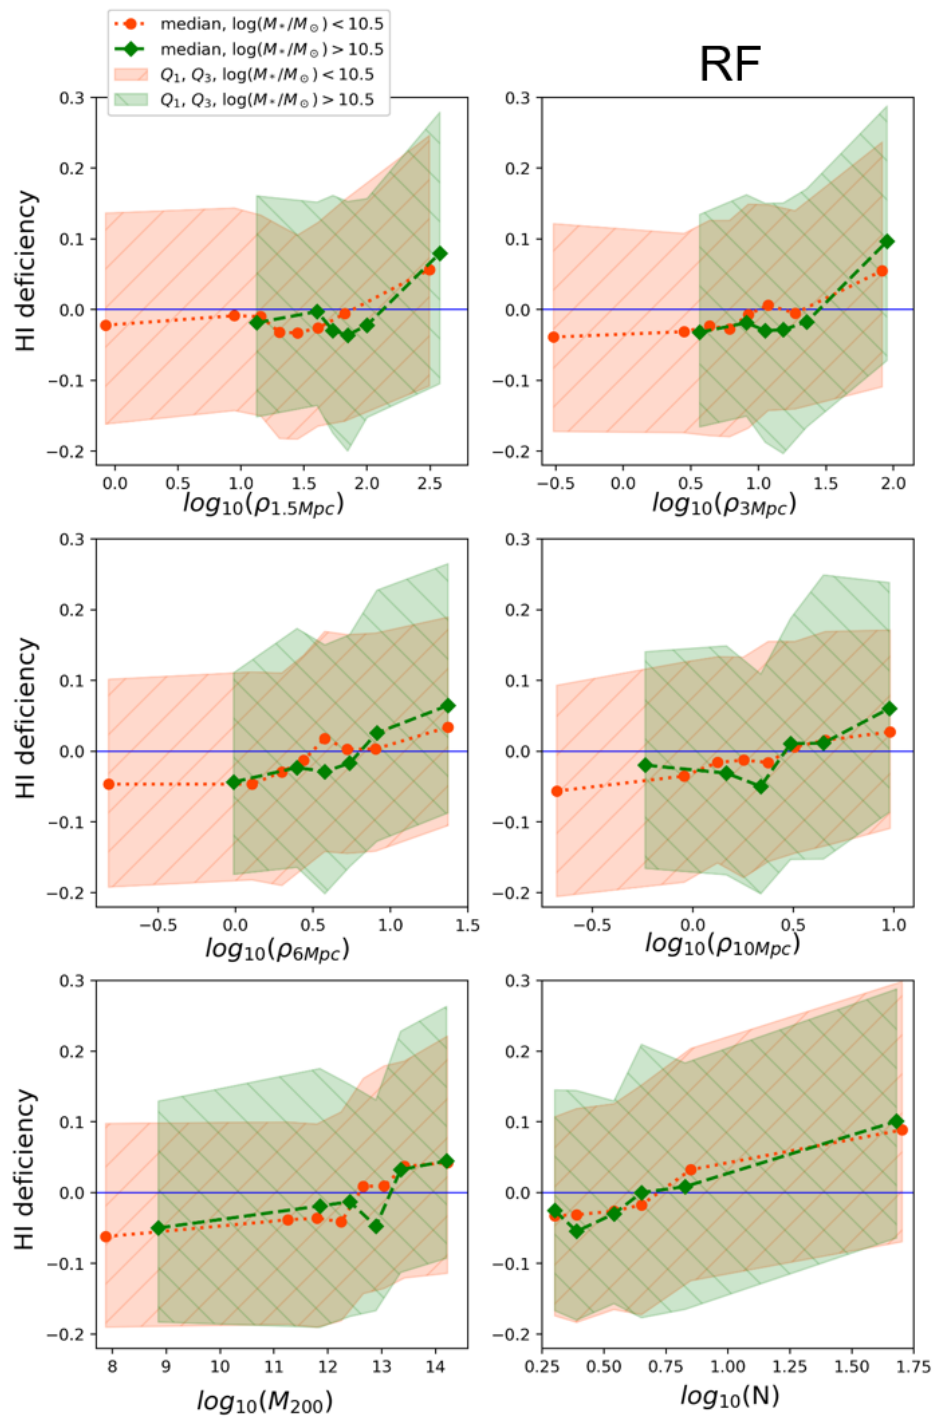 median, log(M*/M⊙) < 10.5
median, log(M*/M⊙) > 10.5
Q1, Q3, log(M*/M⊙) < 10.5
Q1, Q3, log(M*/M⊙) > 10.5
RF
HI deficiency
0.3
0.2
0.1
0.0
−0.1
−0.2
0.0 0.5 1.0 1.5 2.0 2.5
log10(ρ1.5Mpc)
0.3
0.2
0.1
0.0
−0.1
−0.2
−0.5 0.0 0.5 1.0 1.5 2.0
log10(ρ3Mpc)
HI deficiency
0.3
0.2
0.1
0.0
−0.1
−0.2
−0.5 0.0 0.5 1.0 1.5
log10(ρ6Mpc)
0.3
0.2
0.1
0.0
−0.1
−0.2
−0.5 0.0 0.5 1.0
log10(ρ10Mpc)
HI deficiency
0.3
0.2
0.1
0.0
−0.1
−0.2
8 9 10 11 12 13 14
log10(M200)
0.3
0.2
0.1
0.0
−0.1
−0.2
0.25 0.50 0.75 1.00 1.25 1.50 1.75
log10(N)